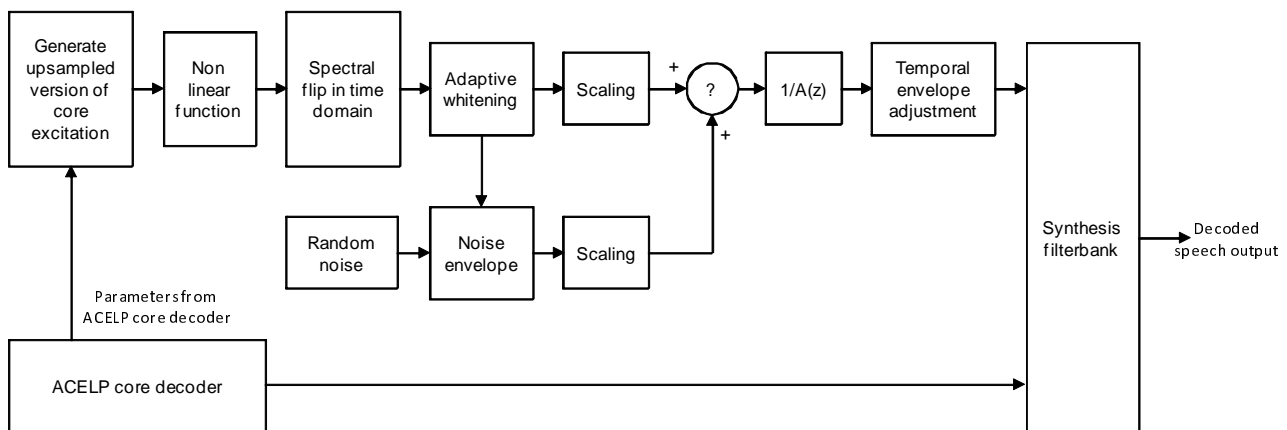 Generate
upsampled
version of
core
excitation
Non
linear
function
Spectral
flip in time
domain
Adaptive
whitening
Scaling
+
?
+
1/A(z)
Temporal
envelope
adjustment
Random
noise
Noise
envelope
Scaling
Synthesis
filterbank
Decoded
speech output
Parameters from
ACELP core decoder
ACELP core decoder